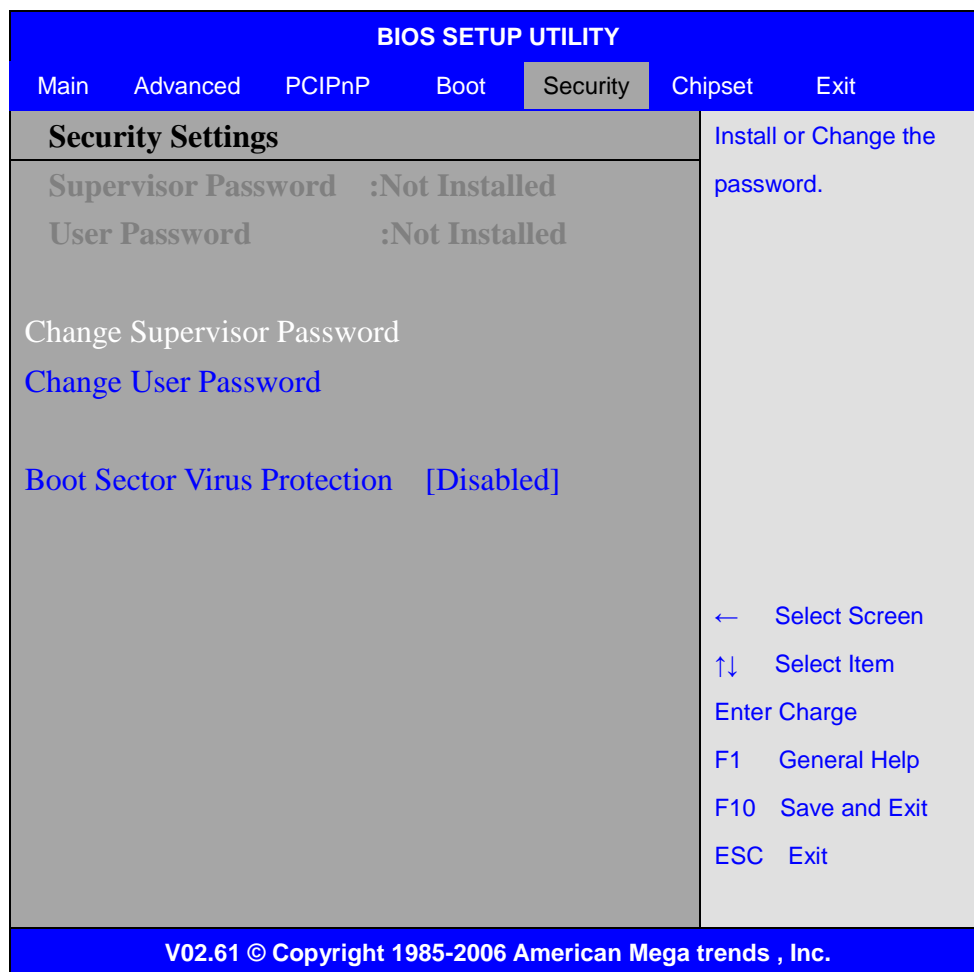 BIOS SETUP UTILITY
Main Advanced PCIPnP Boot Security Chipset Exit
Security Settings
Supervisor Password :Not Installed
User Password :Not Installed
Change Supervisor Password
Change User Password
Boot Sector Virus Protection [Disabled]
Install or Change the
password.
← Select Screen
↑↓ Select Item
Enter Charge
F1 General Help
F10 Save and Exit
ESC Exit
V02.61 © Copyright 1985-2006 American Mega trends , Inc.